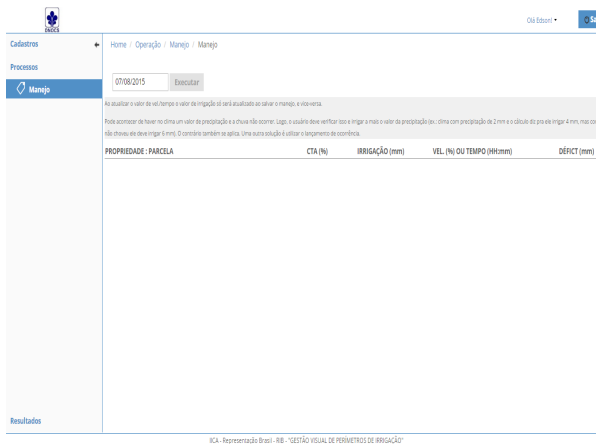 DNOCS
Olá Edson!
Sa
Cadastros
Home / Operação / Manejo / Manejo
Processos
Manejo
07/08/2015 Executar
Ao atualizar o valor de vel./tempo o valor de irrigação só será atualizado ao salvar o manejo, e vice-versa.
Pode acontecer de haver no clima um valor de precipitação e a chuva não ocorrer. Logo, o usuário deve verificar isso e irrigar a mais o valor da precipitação (ex.: clima com precipitação de 2 mm e o cálculo diz pra ele irrigar 4 mm, mas co
não choveu ele deve irrigar 6 mm). O contrário também se aplica. Uma outra solução é utilizar o lançamento de ocorrência.
PROPRIEDADE : PARCELA CTA (%) IRRIGAÇÃO (mm) VEL. (%) OU TEMPO (HH:mm) DÉFICT (mm)
Resultados
IICA - Representação Brasil - RIB - "GESTÃO VISUAL DE PERÍMETROS DE IRRIGAÇÃO"